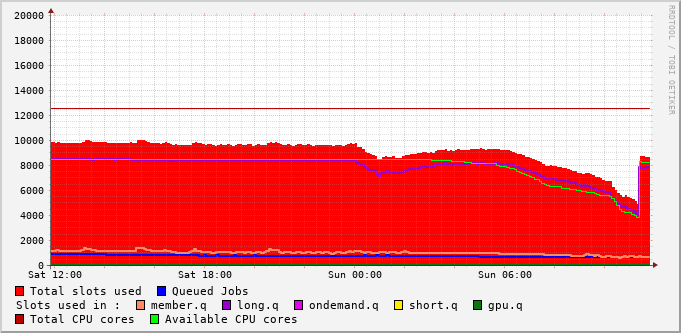 20000
18000
16000
14000
12000
10000
8000
6000
4000
2000
0
Sat 12:00 Sat 18:00 Sun 00:00 Sun 06:00
Total slots used Queued Jobs
Slots used in : member.q long.q ondemand.q short.q gpu.q
Total CPU cores Available CPU cores
RRDTOOL / TOBI OETIKER